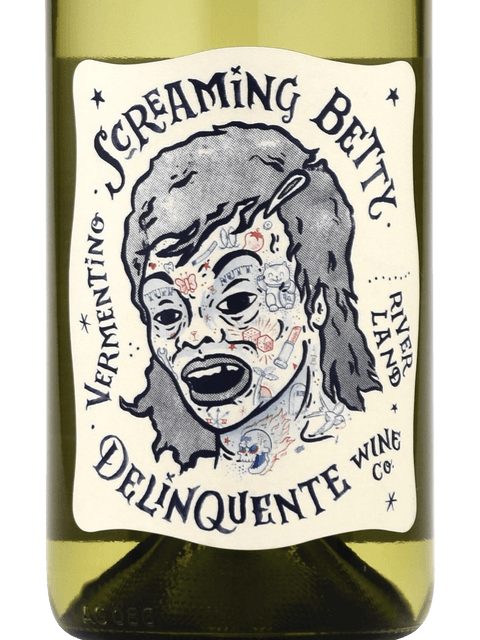 SCREAMING BETTY.
VERMENTINO
RIVER
LAND
DELINQUENTE
WINE
CO.